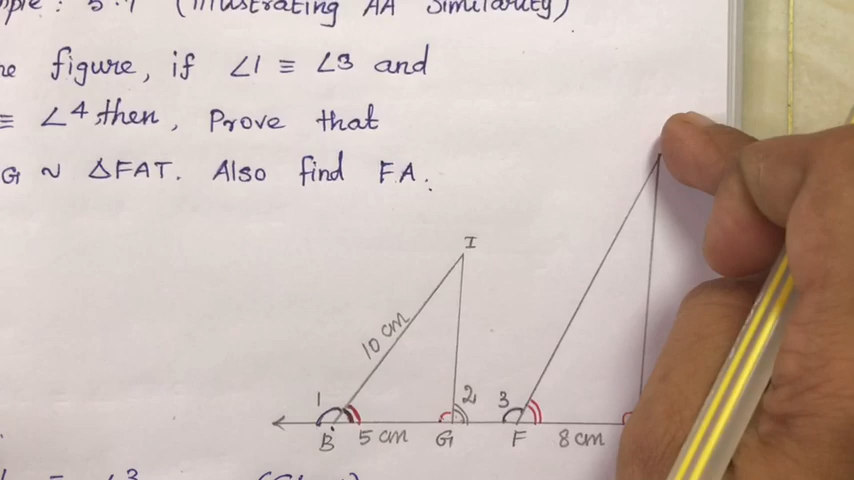 (Illustrating AA Similarity)
figure, if ∠1 ≡ ∠3 and
≡ ∠4 then, Prove that
G ~ ΔFAT. Also find FA.
I
10 cm
1 2 3
B 5 cm G F 8 cm